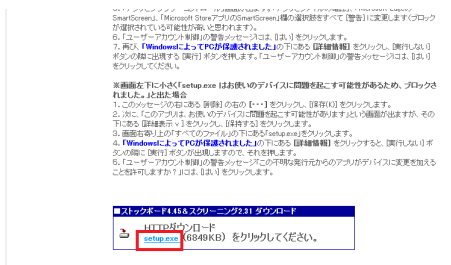 SmartScreen」、「Microsoft StoreアプリのSmartScreen」欄の選択肢をすべて [警告] に変更します(ブロック
が選択されている可能性が高いと思われます)。
6.「ユーザーアカウント制御」の警告メッセージには、[はい] をクリックします。
7. 再び、「WindowsによってPCが保護されました」の下にある [詳細情報] をクリックし、[実行しない]
ボタンの隣に出現する [実行] ボタンを押します。「ユーザーアカウント制御」の警告メッセージには、[はい]
をクリックしてください。
※画面左下に小さく「setup.exe はお使いのデバイスに問題を起こす可能性があるため、ブロックさ
れました。」と出た場合
1. このメッセージの右にある [削除] の右の [・・・] をクリックし、[保存(K)] をクリックします。
2. 次に、「このアプリは、お使いのデバイスに問題を起こす可能性があります」という画面が出ますが、その
下にある [詳細表示 ∨] をクリックし、[保持する] をクリックします。
3. 画面右寄り上の「すべてのファイル」の下にある「setup.exe」をクリックします。
4. 「WindowsによってPCが保護されました」の下にある [詳細情報] をクリックすると、[実行しない] ボ
タンの隣に [実行] ボタンが出現しますので、それを押します。
5. 「ユーザーアカウント制御」の警告メッセージ「この不明な発行元からのアプリがデバイスに変更を加える
ことを許可しますか?」には、[はい] をクリックします。
■ストックボード4.45&スクリーニング2.31 ダウンロード
HTTPダウンロード
setup.exe (6849KB) をクリックしてください。